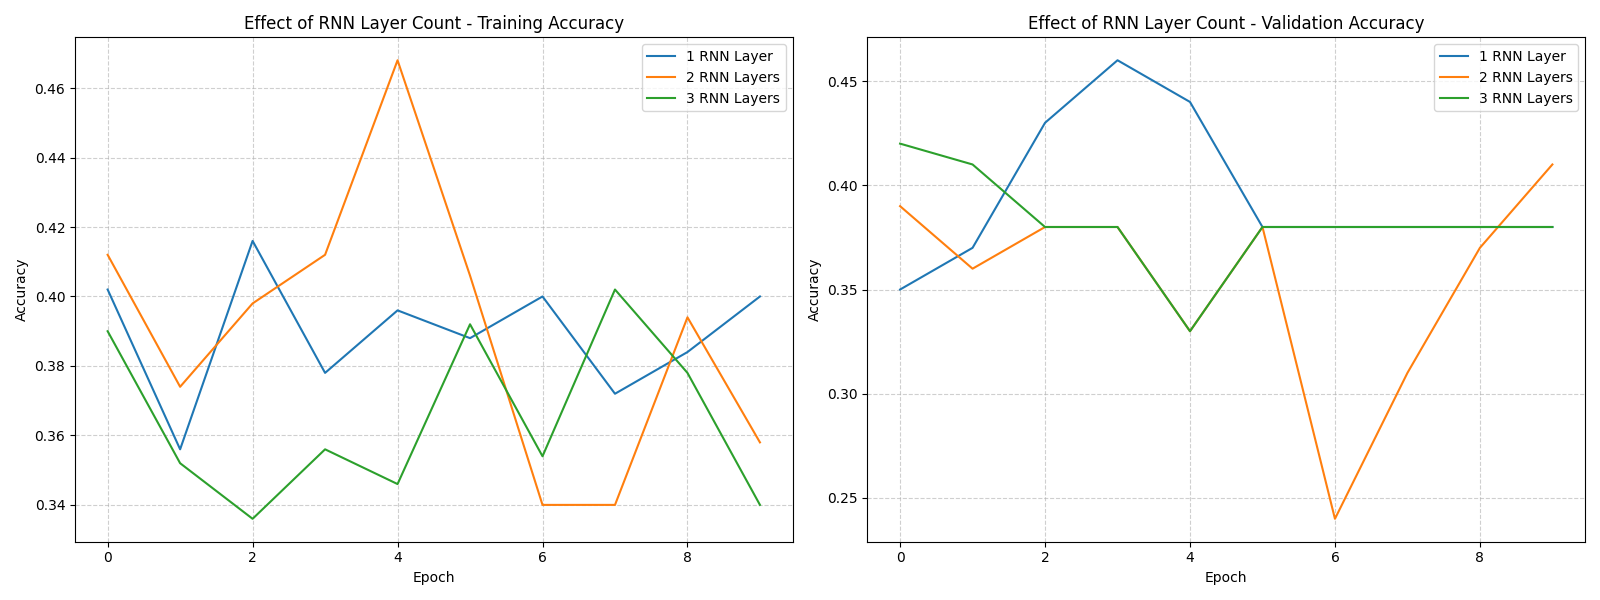 Effect of RNN Layer Count - Training Accuracy
1 RNN Layer
2 RNN Layers
3 RNN Layers
0.46
0.44
0.42
0.40
0.38
0.36
0.34
Accuracy
0 2 4 6 8
Epoch
Effect of RNN Layer Count - Validation Accuracy
1 RNN Layer
2 RNN Layers
3 RNN Layers
0.45
0.40
0.35
0.30
0.25
Accuracy
0 2 4 6 8
Epoch